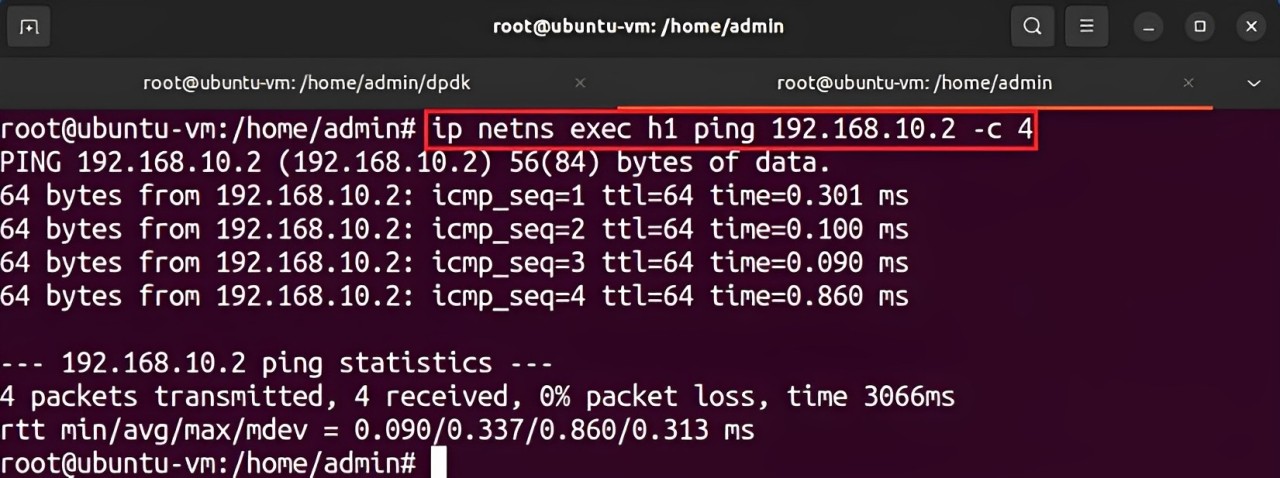 root@ubuntu-vm: /home/admin
root@ubuntu-vm: /home/admin/dpdk
root@ubuntu-vm: /home/admin
root@ubuntu-vm:/home/admin# ip netns exec h1 ping 192.168.10.2 -c 4
PING 192.168.10.2 (192.168.10.2) 56(84) bytes of data.
64 bytes from 192.168.10.2: icmp_seq=1 ttl=64 time=0.301 ms
64 bytes from 192.168.10.2: icmp_seq=2 ttl=64 time=0.100 ms
64 bytes from 192.168.10.2: icmp_seq=3 ttl=64 time=0.090 ms
64 bytes from 192.168.10.2: icmp_seq=4 ttl=64 time=0.860 ms
--- 192.168.10.2 ping statistics ---
4 packets transmitted, 4 received, 0% packet loss, time 3066ms
rtt min/avg/max/mdev = 0.090/0.337/0.860/0.313 ms
root@ubuntu-vm:/home/admin#